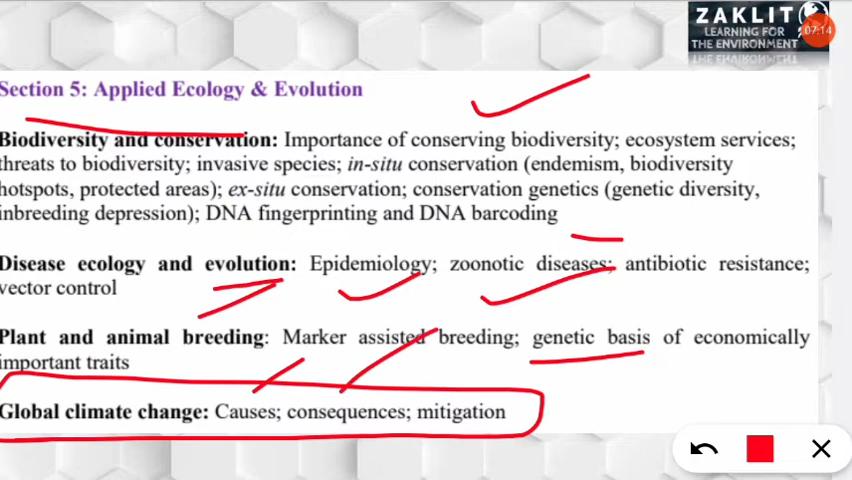 ZAKLIT
LEARNING FOR
THE ENVIRONMENT
07:14
Section 5: Applied Ecology & Evolution
Biodiversity and conservation: Importance of conserving biodiversity; ecosystem services;
threats to biodiversity; invasive species; in-situ conservation (endemism, biodiversity
hotspots, protected areas); ex-situ conservation; conservation genetics (genetic diversity,
inbreeding depression); DNA fingerprinting and DNA barcoding
Disease ecology and evolution: Epidemiology; zoonotic diseases; antibiotic resistance;
vector control
Plant and animal breeding: Marker assisted breeding; genetic basis of economically
important traits
Global climate change: Causes; consequences; mitigation